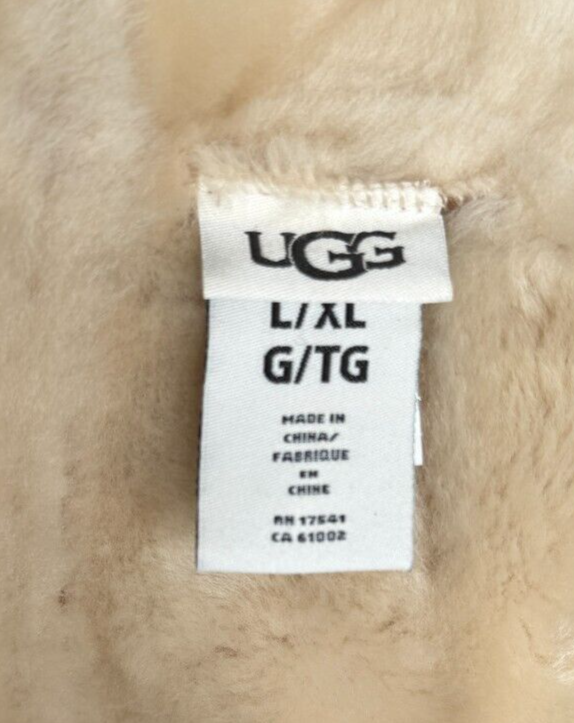 UGG
L/XL
G/TG
MADE IN
CHINA/
FABRIQUE
EN
CHINE
RN 17541
CA 61002